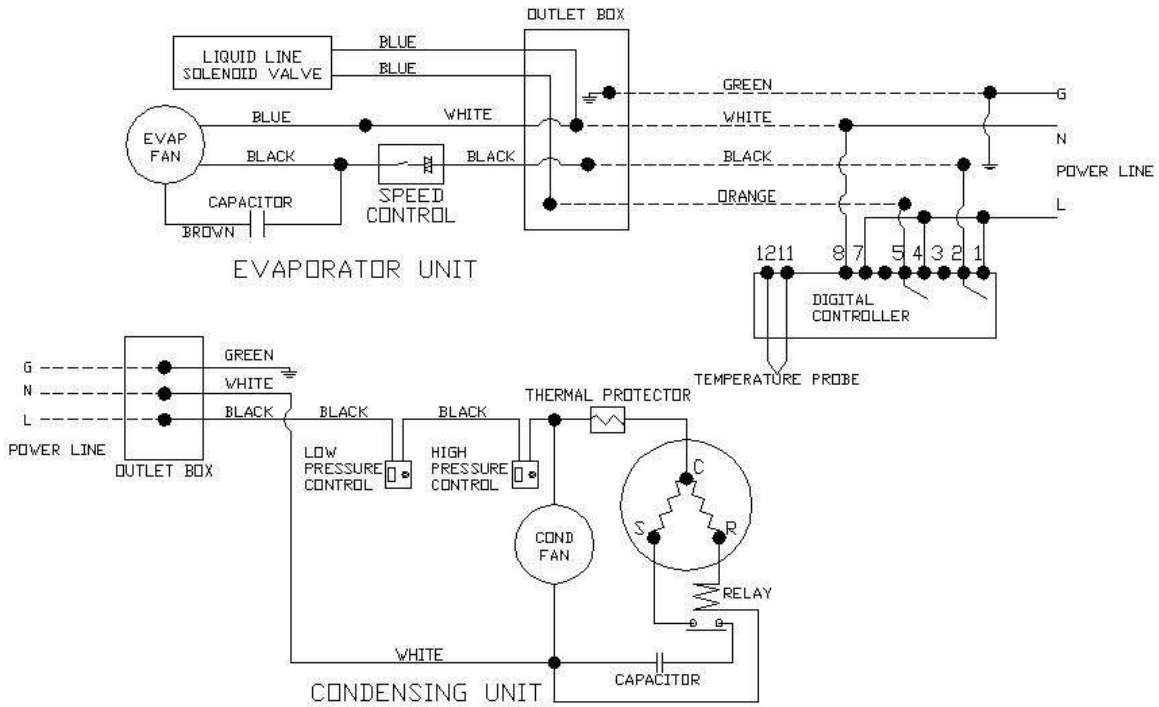 OUTLET BOX
BLUE
LIQUID LINE
SOLENOID VALVE
BLUE
GREEN
G
BLUE
WHITE
WHITE
N
EVAP
FAN
BLACK
BLACK
BLACK
POWER LINE
SPEED
CONTROL
CAPACITOR
ORANGE
L
BROWN
EVAPORATOR UNIT
12 11 8 7 5 4 3 2 1
DIGITAL
CONTROLLER
TEMPERATURE PROBE
G
GREEN
N
WHITE
THERMAL PROTECTOR
L
BLACK
BLACK
BLACK
POWER LINE
OUTLET BOX
LOW
PRESSURE
CONTROL
HIGH
PRESSURE
CONTROL
C
S
R
COND
FAN
RELAY
WHITE
CAPACITOR
CONDENSING UNIT